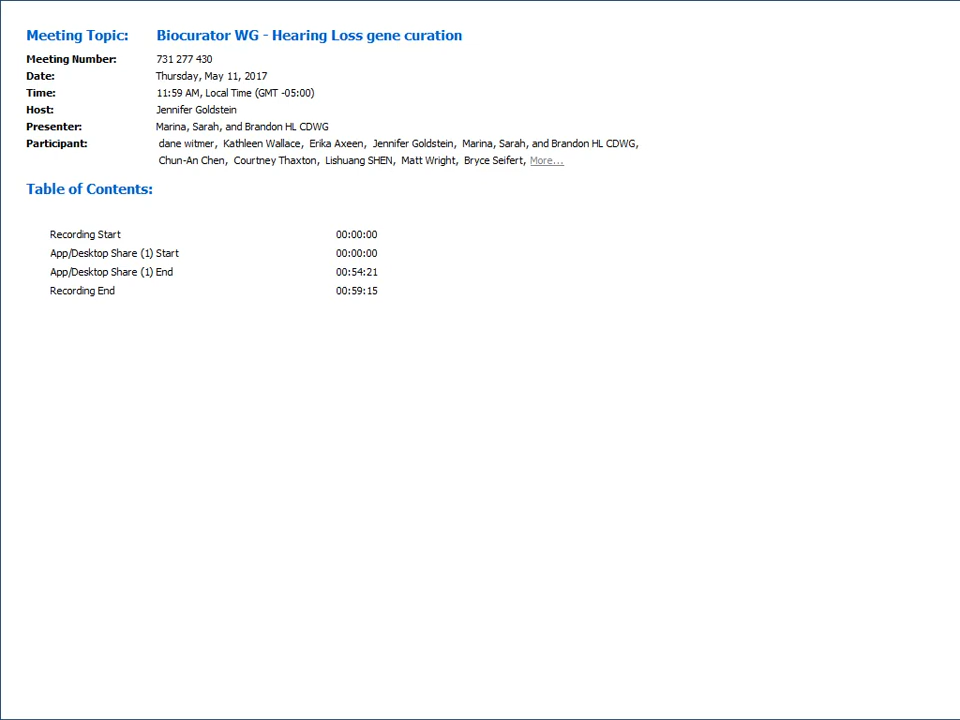 Meeting Topic: Biocurator WG - Hearing Loss gene curation
Meeting Number: 731 277 430
Date: Thursday, May 11, 2017
Time: 11:59 AM, Local Time (GMT -05:00)
Host: Jennifer Goldstein
Presenter: Marina, Sarah, and Brandon HL CDWG
Participant: dane witmer, Kathleen Wallace, Erika Axeen, Jennifer Goldstein, Marina, Sarah, and Brandon HL CDWG,
Chun-An Chen, Courtney Thaxton, Lishuang SHEN, Matt Wright, Bryce Seifert, More...
Table of Contents:
Recording Start 00:00:00
App/Desktop Share (1) Start 00:00:00
App/Desktop Share (1) End 00:54:21
Recording End 00:59:15